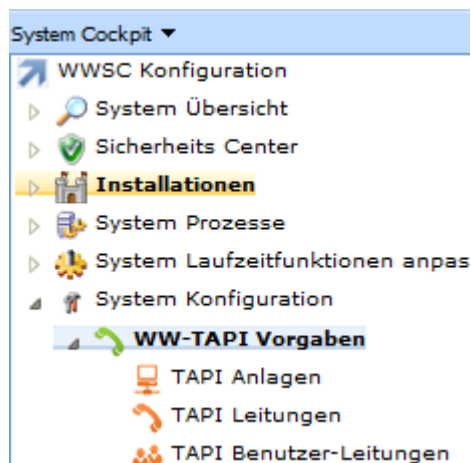 System Cockpit
WWSC Konfiguration
System Übersicht
Sicherheits Center
Installationen
System Prozesse
System Laufzeitfunktionen anpas
System Konfiguration
WW-TAPI Vorgaben
TAPI Anlagen
TAPI Leitungen
TAPI Benutzer-Leitungen